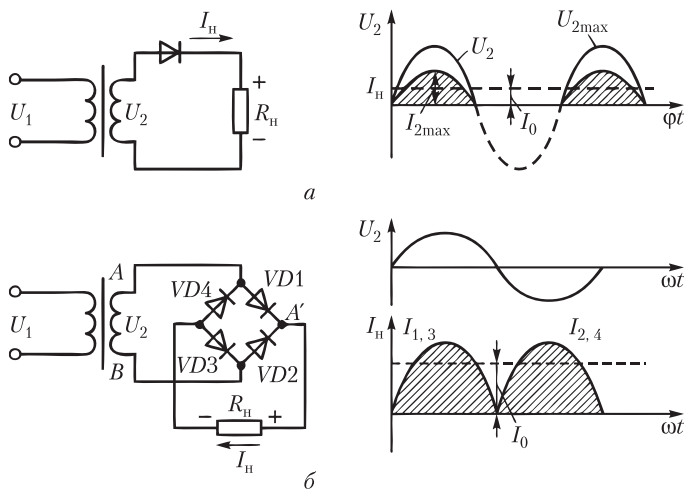 Iн
U1
U2
+
Rн
−
U2
U2
U2max
Iн
I2max
I0
φt
а
A
VD4
VD1
U1
U2
A′
B
VD3
VD2
−
Rн
+
Iн
U2
ωt
Iн
I1, 3
I2, 4
I0
ωt
б